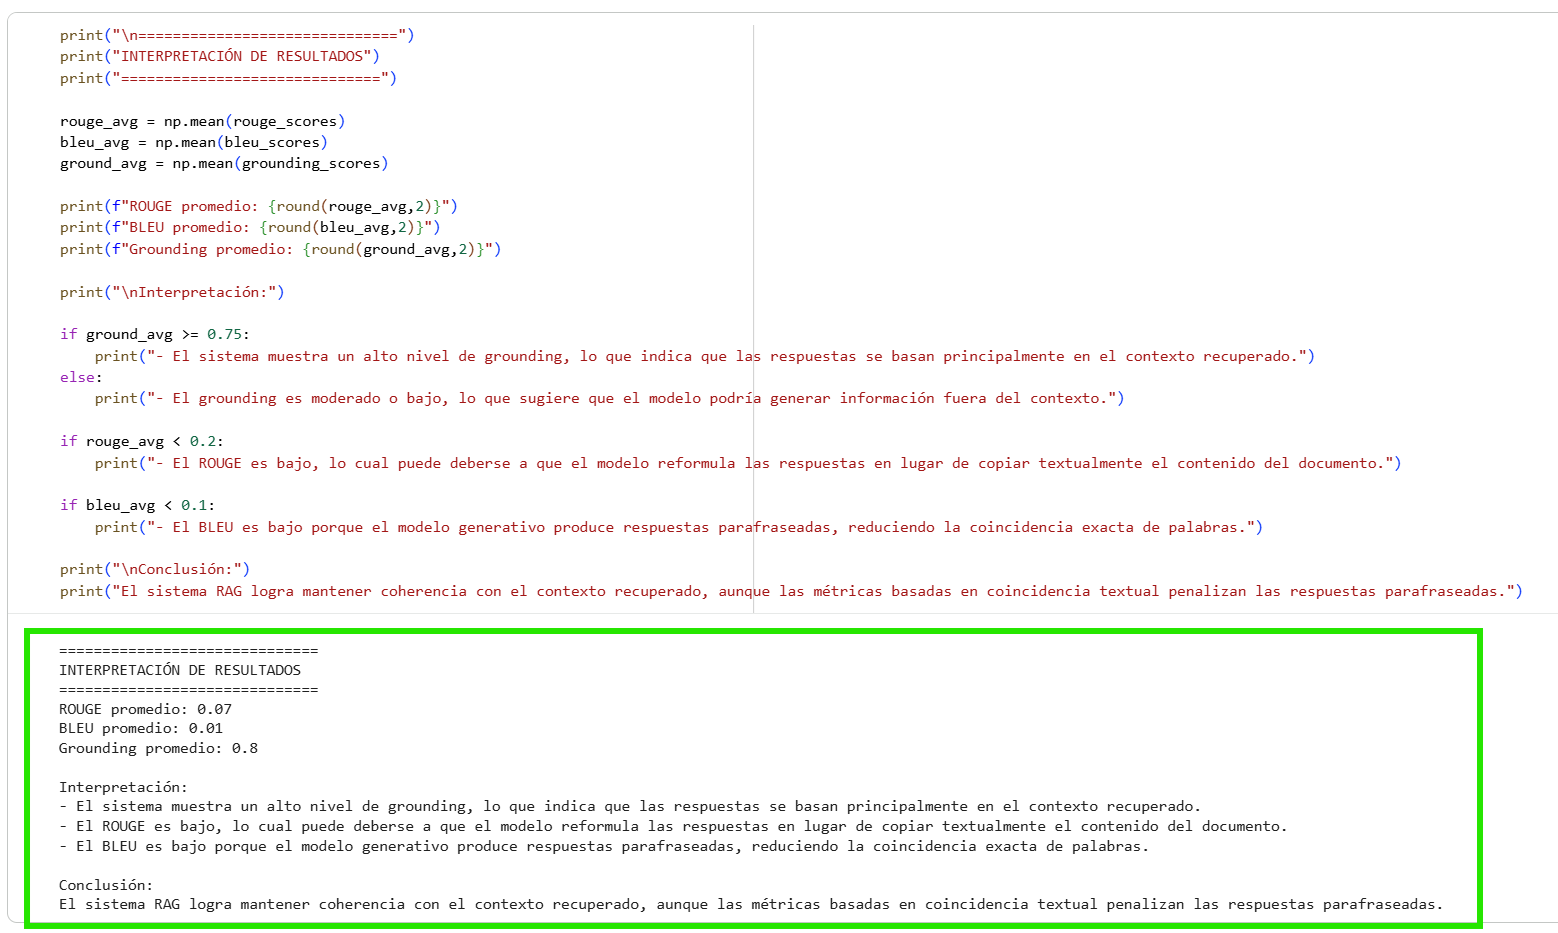 print("\n==============================")
print("INTERPRETACIÓN DE RESULTADOS")
print("==============================")
rouge_avg = np.mean(rouge_scores)
bleu_avg = np.mean(bleu_scores)
ground_avg = np.mean(grounding_scores)
print(f"ROUGE promedio: {round(rouge_avg,2)}")
print(f"BLEU promedio: {round(bleu_avg,2)}")
print(f"Grounding promedio: {round(ground_avg,2)}")
print("\nInterpretación:")
if ground_avg >= 0.75:
    print("- El sistema muestra un alto nivel de grounding, lo que indica que las respuestas se basan principalmente en el contexto recuperado.")
else:
    print("- El grounding es moderado o bajo, lo que sugiere que el modelo podría generar información fuera del contexto.")
if rouge_avg < 0.2:
    print("- El ROUGE es bajo, lo cual puede deberse a que el modelo reformula las respuestas en lugar de copiar textualmente el contenido del documento.")
if bleu_avg < 0.1:
    print("- El BLEU es bajo porque el modelo generativo produce respuestas parafraseadas, reduciendo la coincidencia exacta de palabras.")
print("\nConclusión:")
print("El sistema RAG logra mantener coherencia con el contexto recuperado, aunque las métricas basadas en coincidencia textual penalizan las respuestas parafraseadas.")
==============================
INTERPRETACIÓN DE RESULTADOS
==============================
ROUGE promedio: 0.07
BLEU promedio: 0.01
Grounding promedio: 0.8
Interpretación:
- El sistema muestra un alto nivel de grounding, lo que indica que las respuestas se basan principalmente en el contexto recuperado.
- El ROUGE es bajo, lo cual puede deberse a que el modelo reformula las respuestas en lugar de copiar textualmente el contenido del documento.
- El BLEU es bajo porque el modelo generativo produce respuestas parafraseadas, reduciendo la coincidencia exacta de palabras.
Conclusión:
El sistema RAG logra mantener coherencia con el contexto recuperado, aunque las métricas basadas en coincidencia textual penalizan las respuestas parafraseadas.